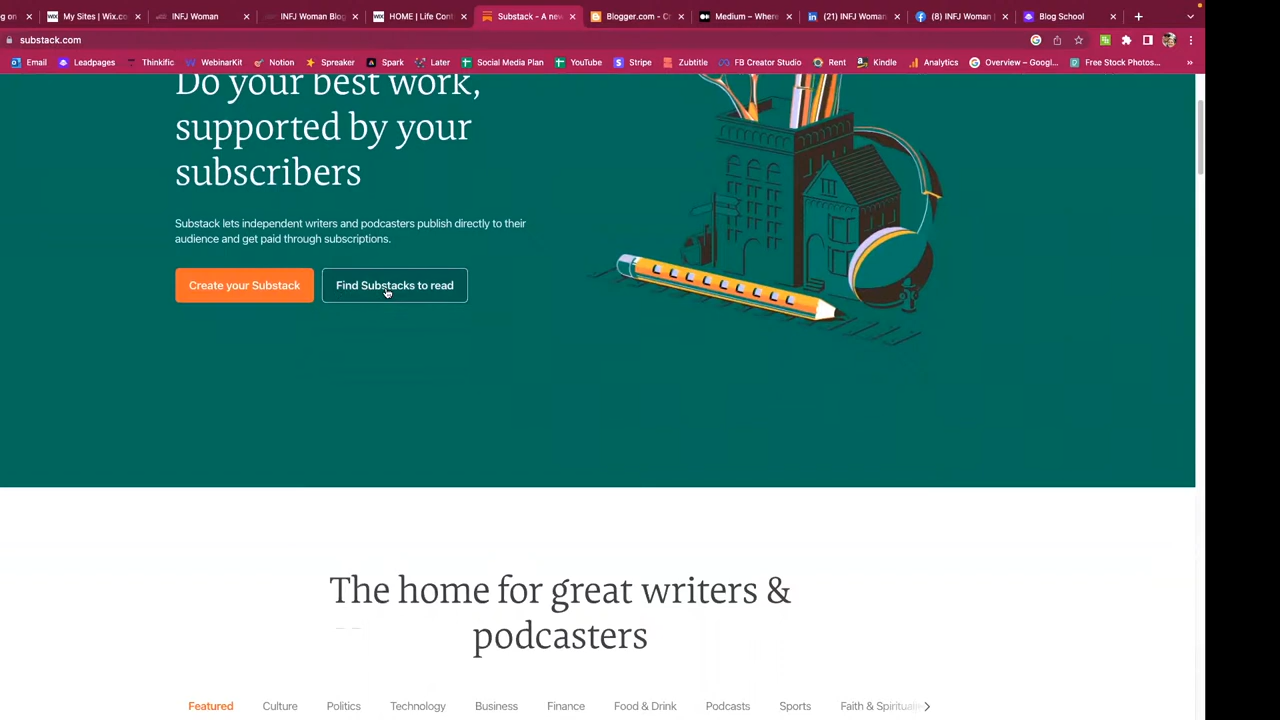 g on
My Sites | Wix.co
INFJ Woman
INFJ Woman Blog
HOME | Life Cont
Substack - A new
Blogger.com - Cr
Medium – Where
(21) INFJ Woman
(8) INFJ Woman
Blog School
substack.com
Email
Leadpages
Thinkific
WebinarKit
Notion
Spreaker
Spark
Later
Social Media Plan
YouTube
Stripe
Zubtitle
FB Creator Studio
Rent
Kindle
Analytics
Overview – Googl...
Free Stock Photos...
»
Do your best work,
supported by your
subscribers
Substack lets independent writers and podcasters publish directly to their
audience and get paid through subscriptions.
Create your Substack
Find Substacks to read
The home for great writers &
podcasters
Featured
Culture
Politics
Technology
Business
Finance
Food & Drink
Podcasts
Sports
Faith & Spirituali